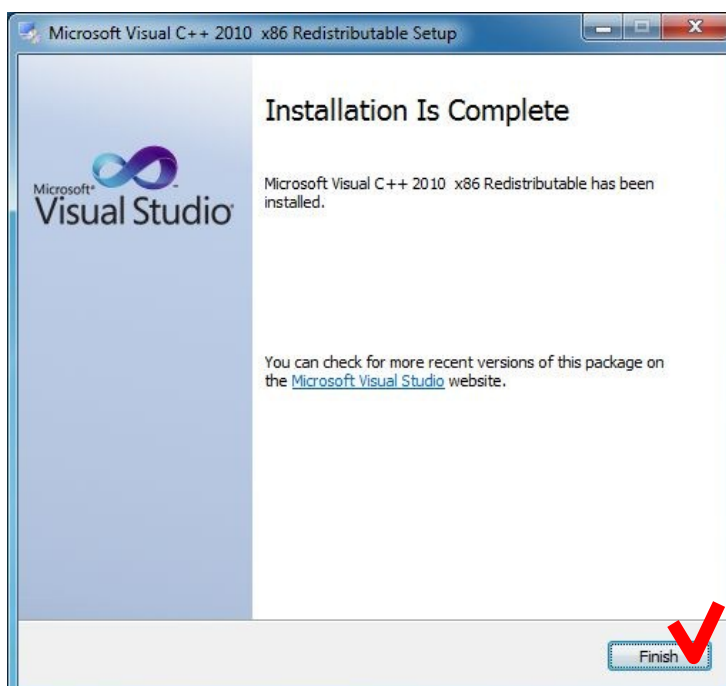 Microsoft Visual C++ 2010 x86 Redistributable Setup
Installation Is Complete
Microsoft®
Visual Studio®
Microsoft Visual C++ 2010 x86 Redistributable has been
installed.
You can check for more recent versions of this package on
the Microsoft Visual Studio website.
Finish